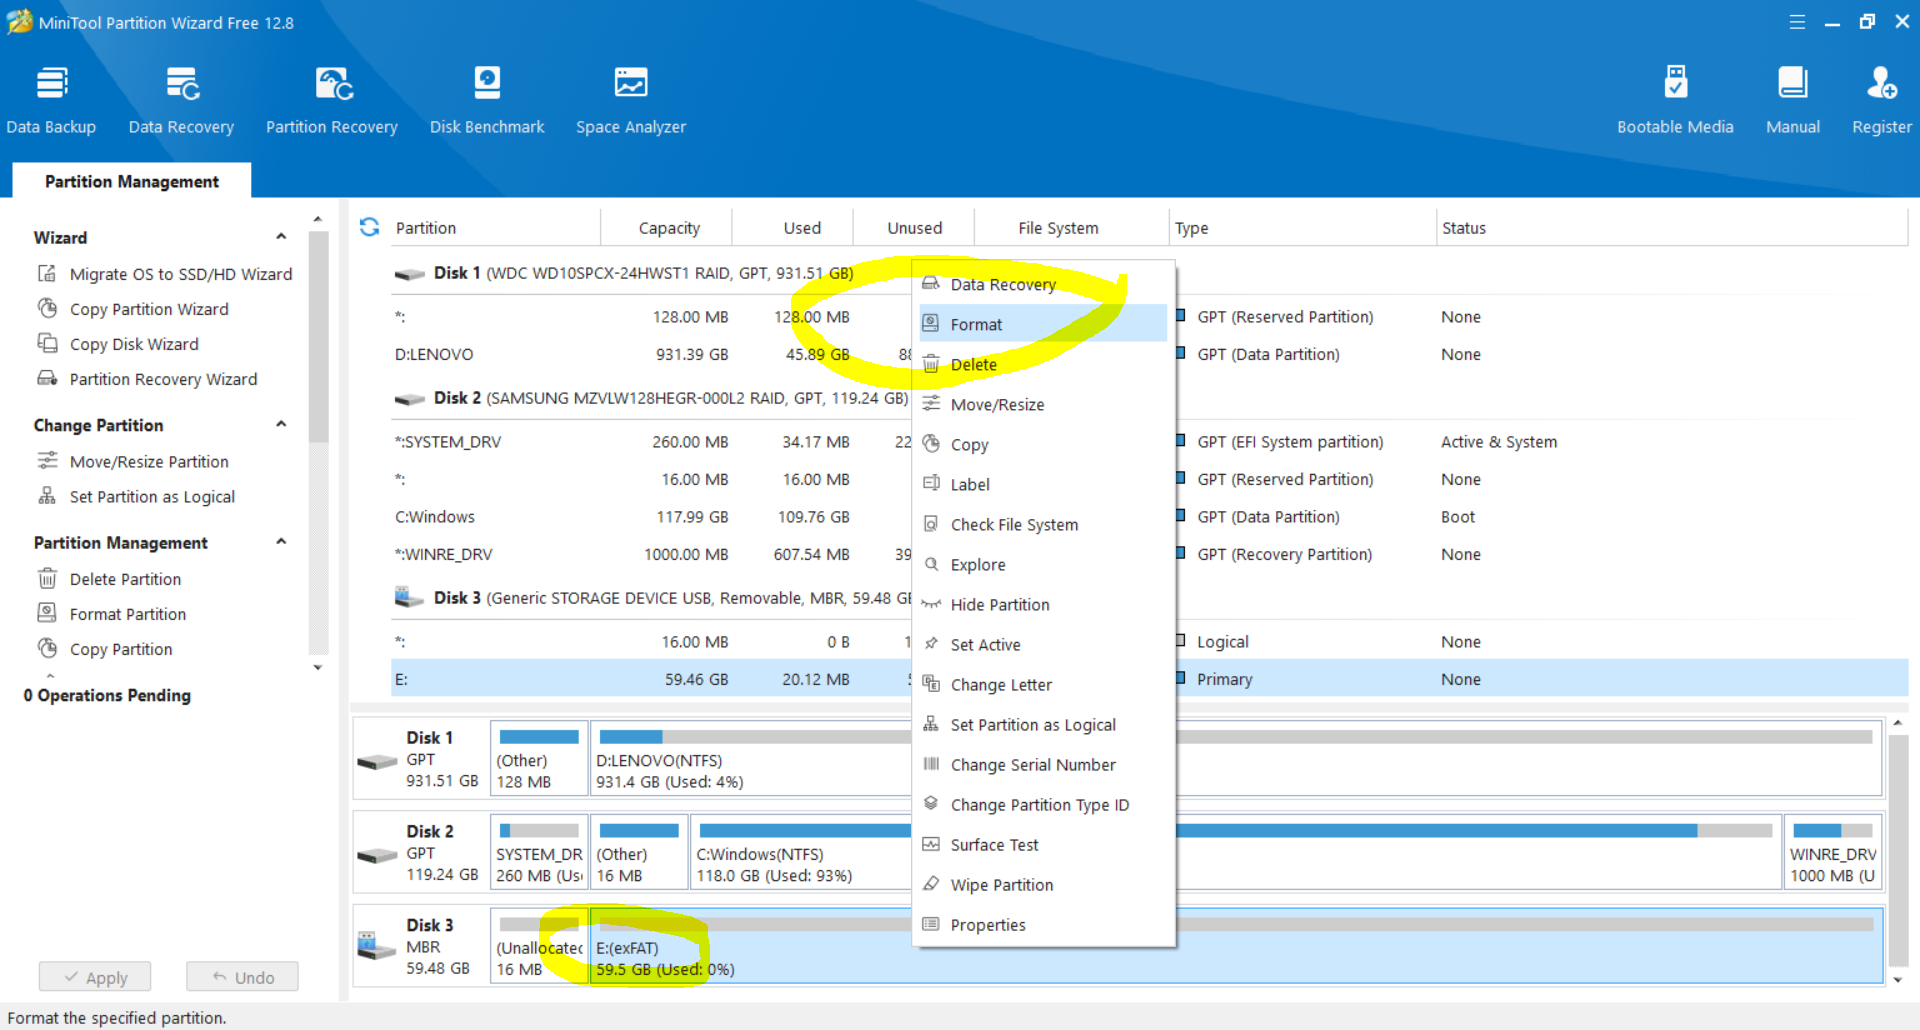 MiniTool Partition Wizard Free 12.8
Data Backup
Data Recovery
Partition Recovery
Disk Benchmark
Space Analyzer
Bootable Media
Manual
Register
Partition Management
Wizard
Migrate OS to SSD/HD Wizard
Copy Partition Wizard
Copy Disk Wizard
Partition Recovery Wizard
Change Partition
Move/Resize Partition
Set Partition as Logical
Partition Management
Delete Partition
Format Partition
Copy Partition
0 Operations Pending
Apply Undo
Partition Capacity Used Unused File System Type Status
Disk 1 (WDC WD10SPCX-24HWST1 RAID, GPT, 931.51 GB)
*: 128.00 MB 128.00 MB GPT (Reserved Partition) None
D:LENOVO 931.39 GB 45.89 GB 88 GPT (Data Partition) None
Disk 2 (SAMSUNG MZVLW128HEGR-000L2 RAID, GPT, 119.24 GB)
*:SYSTEM_DRV 260.00 MB 34.17 MB 22 GPT (EFI System partition) Active & System
*: 16.00 MB 16.00 MB GPT (Reserved Partition) None
C:Windows 117.99 GB 109.76 GB GPT (Data Partition) Boot
*:WINRE_DRV 1000.00 MB 607.54 MB 39 GPT (Recovery Partition) None
Disk 3 (Generic STORAGE DEVICE USB, Removable, MBR, 59.48 GB
*: 16.00 MB 0 B 1 Logical None
E: 59.46 GB 20.12 MB Primary None
Data Recovery
Format
Delete
Move/Resize
Copy
Label
Check File System
Explore
Hide Partition
Set Active
Change Letter
Set Partition as Logical
Change Serial Number
Change Partition Type ID
Surface Test
Wipe Partition
Properties
Disk 1
GPT
931.51 GB
(Other)
128 MB
D:LENOVO(NTFS)
931.4 GB (Used: 4%)
Disk 2
GPT
119.24 GB
SYSTEM_DR
260 MB (Us
(Other)
16 MB
C:Windows(NTFS)
118.0 GB (Used: 93%)
WINRE_DRV
1000 MB (U
Disk 3
MBR
59.48 GB
(Unallocated
16 MB
E:(exFAT)
59.5 GB (Used: 0%)
Format the specified partition.